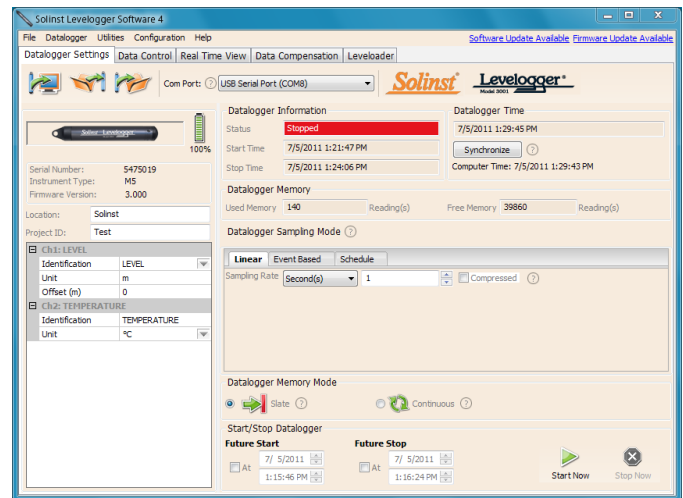 Solinst Levelogger Software 4
File Datalogger Utilities Configuration Help Software Update Available Firmware Update Available
Datalogger Settings Data Control Real Time View Data Compensation Leveloader
Com Port: ? USB Serial Port (COM8) Solinst Levelogger
Model 3001
Solinst Levelogger
100%
Serial Number: 5475019
Instrument Type: M5
Firmware Version: 3.000
Location: Solinst
Project ID: Test
Ch1: LEVEL
Identification LEVEL
Unit m
Offset (m) 0
Ch2: TEMPERATURE
Identification TEMPERATURE
Unit °C
Datalogger Information
Status Stopped
Start Time 7/5/2011 1:21:47 PM
Stop Time 7/5/2011 1:24:06 PM
Datalogger Time
7/5/2011 1:29:45 PM
Synchronize ?
Computer Time: 7/5/2011 1:29:43 PM
Datalogger Memory
Used Memory 140 Reading(s) Free Memory 39860 Reading(s)
Datalogger Sampling Mode ?
Linear Event Based Schedule
Sampling Rate Second(s) 1 Compressed ?
Datalogger Memory Mode
Slate ? Continuous ?
Start/Stop Datalogger
Future Start Future Stop
At 7/ 5/2011 At 7/ 5/2011
1:15:46 PM 1:16:24 PM
Start Now Stop Now